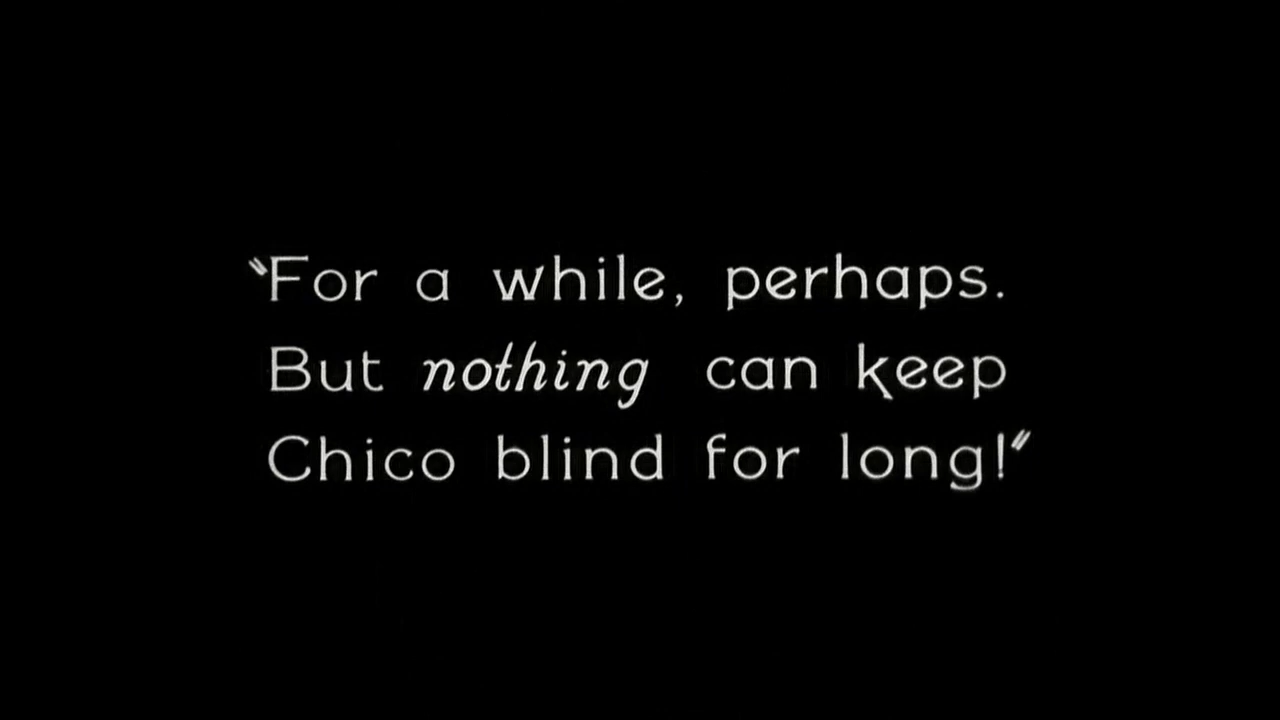 “For a while, perhaps.
But nothing can keep
Chico blind for long!”